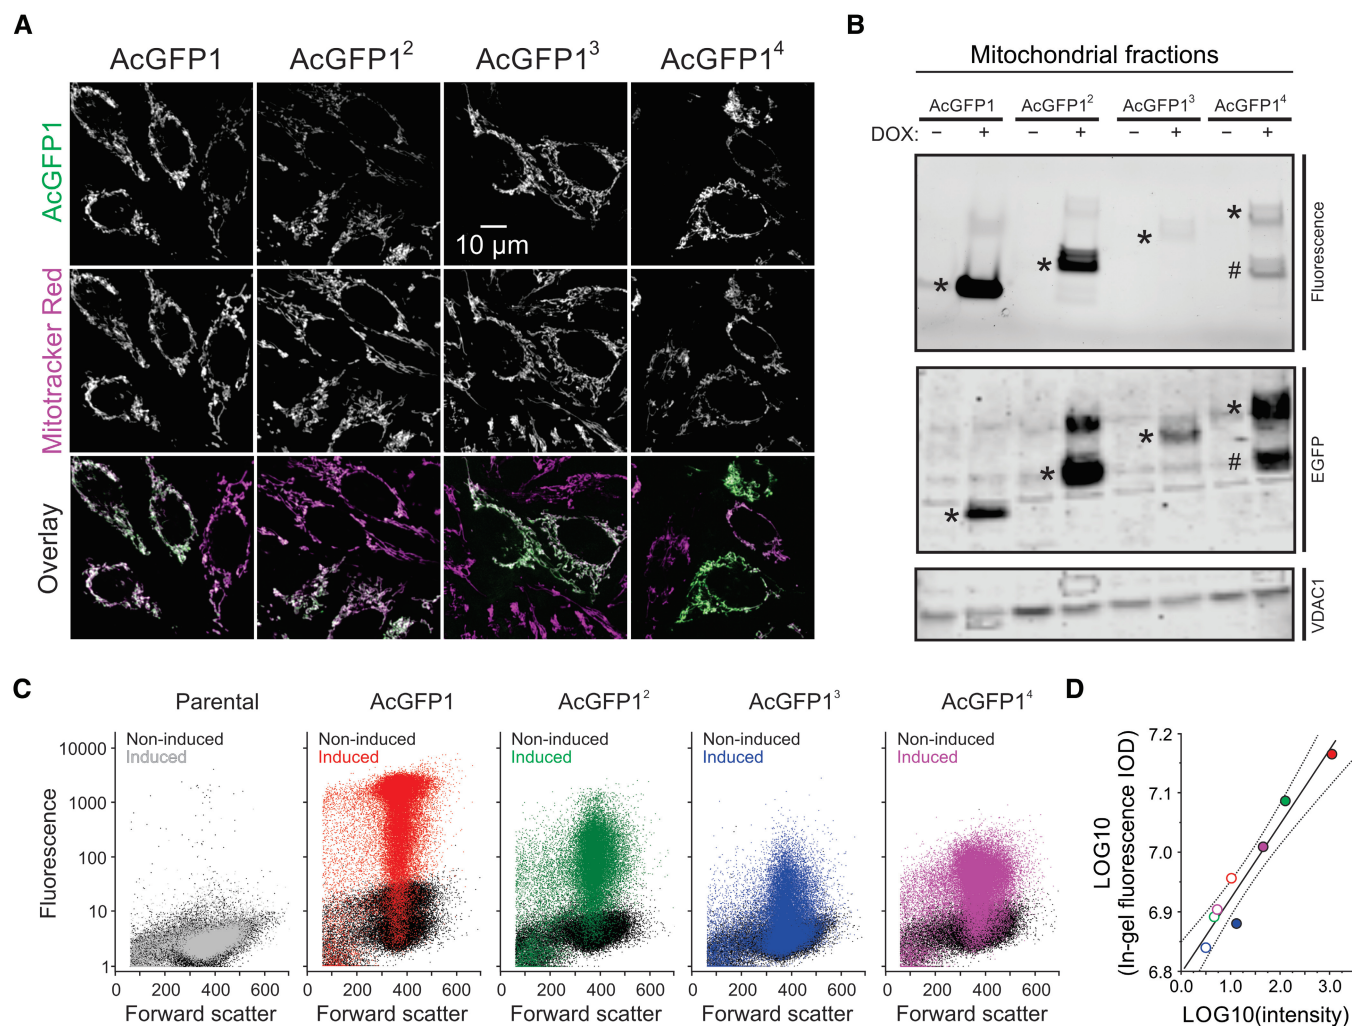 A
AcGFP1 AcGFP1² AcGFP1³ AcGFP1⁴
AcGFP1
10 µm
Mitotracker Red
Overlay
B
Mitochondrial fractions
AcGFP1 AcGFP1² AcGFP1³ AcGFP1⁴
DOX: − + − + − + − +
* * * * #
Fluorescence
* * * * #
EGFP
VDAC1
C
Parental AcGFP1 AcGFP1² AcGFP1³ AcGFP1⁴
Non-induced Non-induced Non-induced Non-induced Non-induced
Induced Induced Induced Induced Induced
Fluorescence
10000
1000
100
10
1
0 200 400 600 0 200 400 600 0 200 400 600 0 200 400 600 0 200 400 600
Forward scatter Forward scatter Forward scatter Forward scatter Forward scatter
D
LOG10
(In-gel fluorescence IOD)
7.2
7.1
7.0
6.9
6.8
0.0 1.0 2.0 3.0
LOG10(intensity)